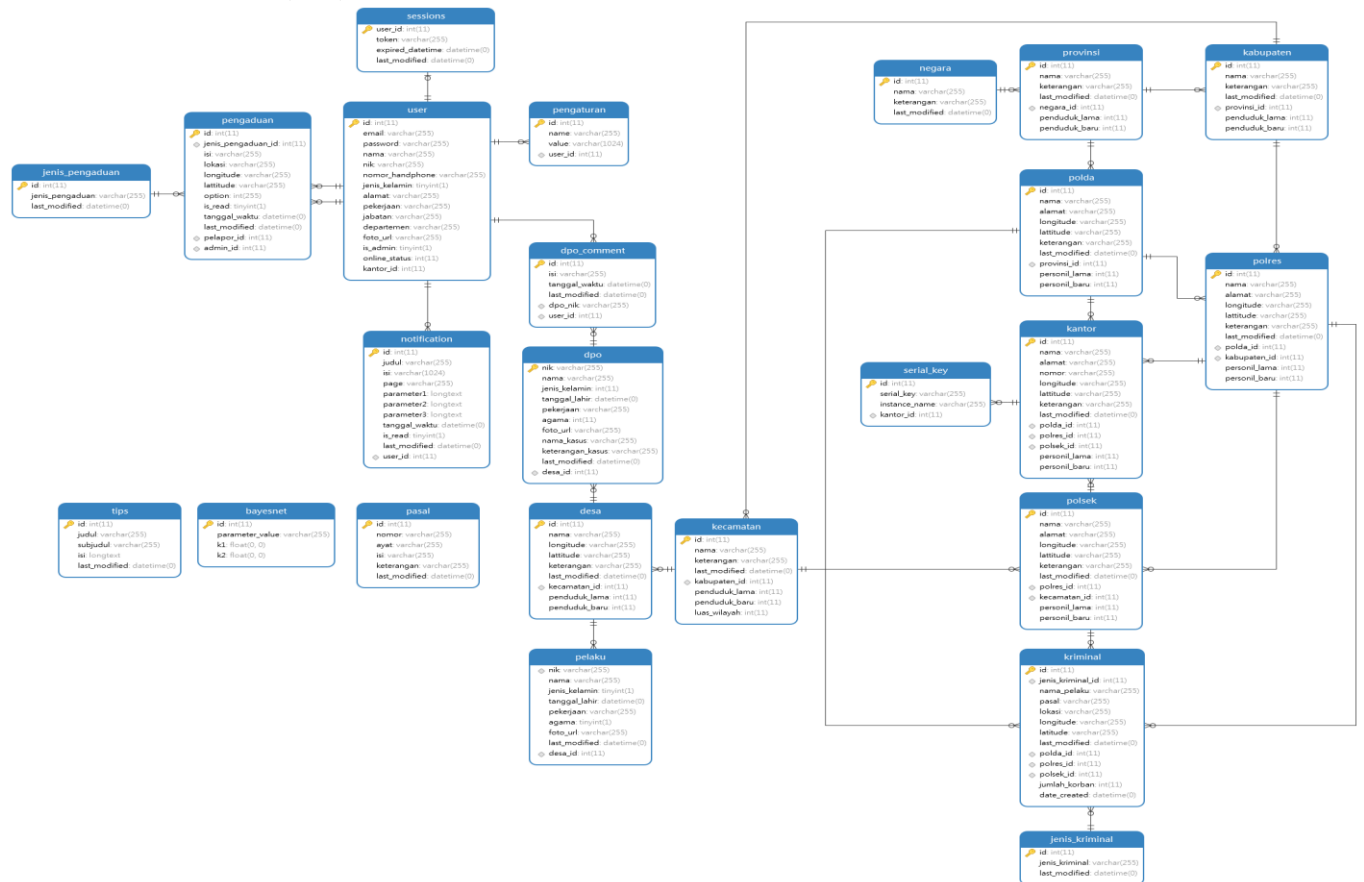 sessions
user_id: int(11)
token: varchar(255)
expired_datetime: datetime(0)
last_modified: datetime(0)
user
id: int(11)
email: varchar(255)
password: varchar(255)
nama: varchar(255)
nik: varchar(255)
nomor_handphone: varchar(255)
jenis_kelamin: tinyint(1)
alamat: varchar(255)
pekerjaan: varchar(255)
jabatan: varchar(255)
departemen: varchar(255)
foto_url: varchar(255)
is_admin: tinyint(1)
online_status: int(11)
kantor_id: int(11)
pengaturan
id: int(11)
name: varchar(255)
value: varchar(1024)
user_id: int(11)
pengaduan
id: int(11)
jenis_pengaduan_id: int(11)
isi: varchar(255)
lokasi: varchar(255)
longitude: varchar(255)
lattitude: varchar(255)
option: int(255)
is_read: tinyint(1)
tanggal_waktu: datetime(0)
last_modified: datetime(0)
pelapor_id: int(11)
admin_id: int(11)
jenis_pengaduan
id: int(11)
jenis_pengaduan: varchar(255)
last_modified: datetime(0)
dpo_comment
id: int(11)
isi: varchar(255)
tanggal_waktu: datetime(0)
last_modified: datetime(0)
dpo_nik: varchar(255)
user_id: int(11)
notification
id: int(11)
judul: varchar(255)
isi: varchar(1024)
page: varchar(255)
parameter1: longtext
parameter2: longtext
parameter3: longtext
tanggal_waktu: datetime(0)
is_read: tinyint(1)
last_modified: datetime(0)
user_id: int(11)
dpo
nik: varchar(255)
nama: varchar(255)
jenis_kelamin: int(11)
tanggal_lahir: datetime(0)
pekerjaan: varchar(255)
agama: int(11)
foto_url: varchar(255)
nama_kasus: varchar(255)
keterangan_kasus: varchar(255)
last_modified: datetime(0)
desa_id: int(11)
tips
id: int(11)
judul: varchar(255)
subjudul: varchar(255)
isi: longtext
last_modified: datetime(0)
bayesnet
id: int(11)
parameter_value: varchar(255)
k1: float(0, 0)
k2: float(0, 0)
pasal
id: int(11)
nomor: varchar(255)
ayat: varchar(255)
isi: varchar(255)
keterangan: varchar(255)
last_modified: datetime(0)
desa
id: int(11)
nama: varchar(255)
longitude: varchar(255)
lattitude: varchar(255)
keterangan: varchar(255)
last_modified: datetime(0)
kecamatan_id: int(11)
penduduk_lama: int(11)
penduduk_baru: int(11)
kecamatan
id: int(11)
nama: varchar(255)
keterangan: varchar(255)
last_modified: datetime(0)
kabupaten_id: int(11)
penduduk_lama: int(11)
penduduk_baru: int(11)
luas_wilayah: int(11)
pelaku
nik: varchar(255)
nama: varchar(255)
jenis_kelamin: tinyint(1)
tanggal_lahir: datetime(0)
pekerjaan: varchar(255)
agama: tinyint(1)
foto_url: varchar(255)
last_modified: datetime(0)
desa_id: int(11)
negara
id: int(11)
nama: varchar(255)
keterangan: varchar(255)
last_modified: datetime(0)
provinsi
id: int(11)
nama: varchar(255)
keterangan: varchar(255)
last_modified: datetime(0)
negara_id: int(11)
penduduk_lama: int(11)
penduduk_baru: int(11)
kabupaten
id: int(11)
nama: varchar(255)
keterangan: varchar(255)
last_modified: datetime(0)
provinsi_id: int(11)
penduduk_lama: int(11)
penduduk_baru: int(11)
polda
id: int(11)
nama: varchar(255)
alamat: varchar(255)
longitude: varchar(255)
lattitude: varchar(255)
keterangan: varchar(255)
last_modified: datetime(0)
provinsi_id: int(11)
personil_lama: int(11)
personil_baru: int(11)
polres
id: int(11)
nama: varchar(255)
alamat: varchar(255)
longitude: varchar(255)
lattitude: varchar(255)
keterangan: varchar(255)
last_modified: datetime(0)
polda_id: int(11)
kabupaten_id: int(11)
personil_lama: int(11)
personil_baru: int(11)
kantor
id: int(11)
nama: varchar(255)
alamat: varchar(255)
nomor: varchar(255)
longitude: varchar(255)
lattitude: varchar(255)
keterangan: varchar(255)
last_modified: datetime(0)
polda_id: int(11)
polres_id: int(11)
polsek_id: int(11)
personil_lama: int(11)
personil_baru: int(11)
serial_key
id: int(11)
serial_key: varchar(255)
instance_name: varchar(255)
kantor_id: int(11)
polsek
id: int(11)
nama: varchar(255)
alamat: varchar(255)
longitude: varchar(255)
lattitude: varchar(255)
keterangan: varchar(255)
last_modified: datetime(0)
polres_id: int(11)
kecamatan_id: int(11)
personil_lama: int(11)
personil_baru: int(11)
kriminal
id: int(11)
jenis_kriminal_id: int(11)
nama_pelaku: varchar(255)
pasal: varchar(255)
lokasi: varchar(255)
longitude: varchar(255)
latitude: varchar(255)
last_modified: datetime(0)
polda_id: int(11)
polres_id: int(11)
polsek_id: int(11)
jumlah_korban: int(11)
date_created: datetime(0)
jenis_kriminal
id: int(11)
jenis_kriminal: varchar(255)
last_modified: datetime(0)